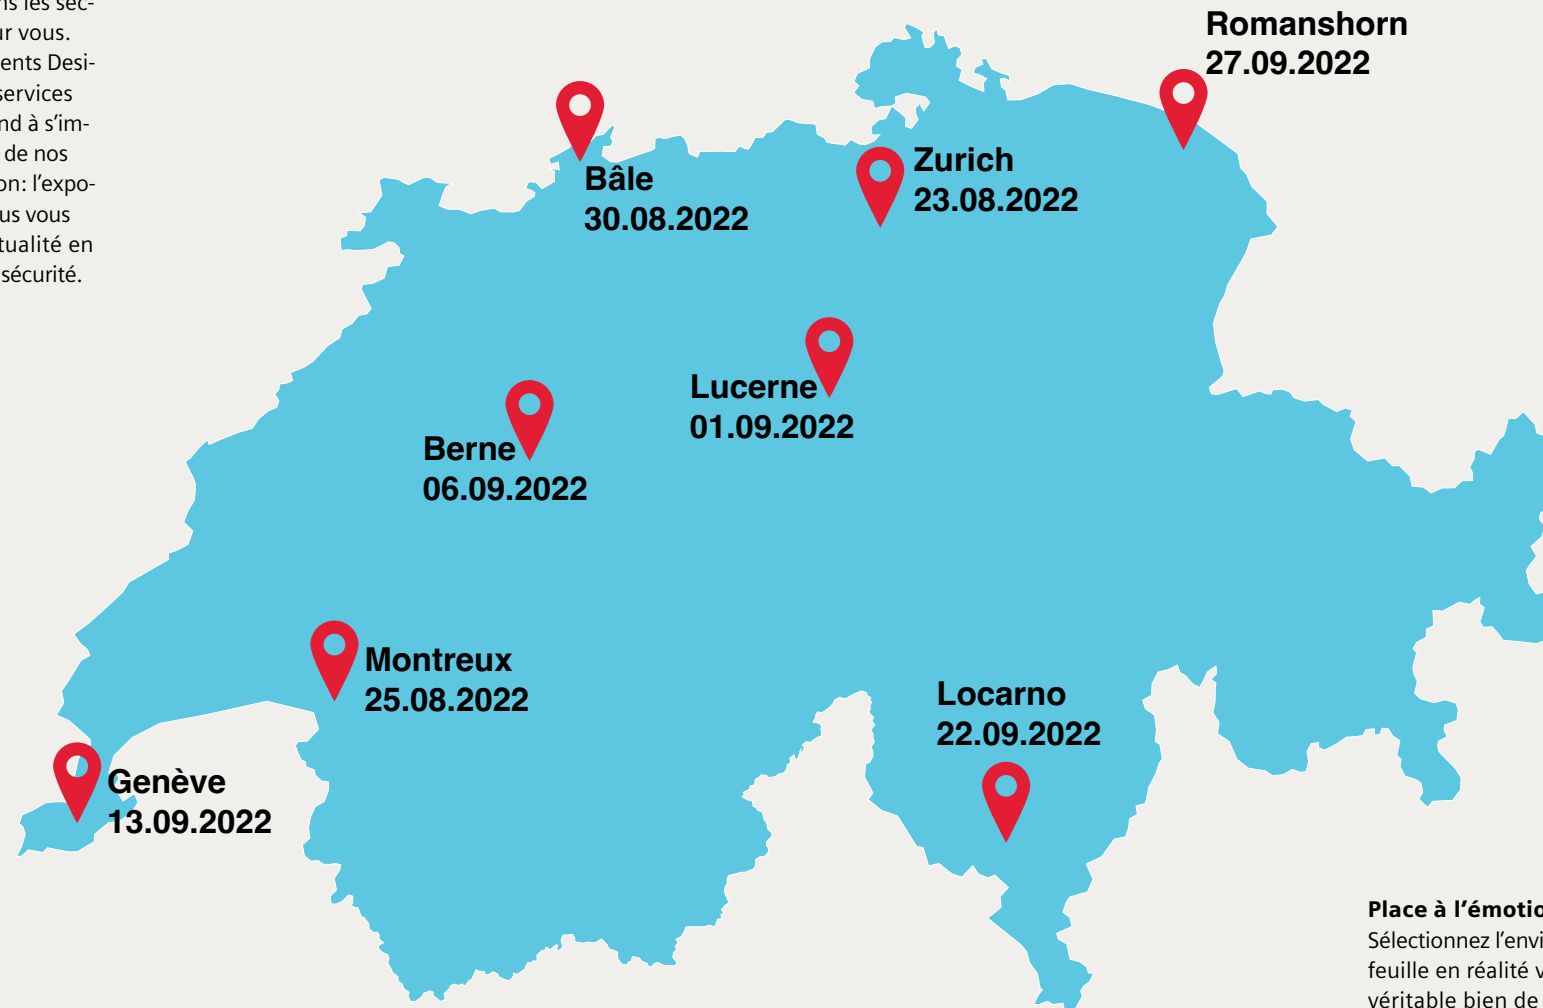 ns les sec-
ur vous.
ents Desi-
services
nd à s'im-
de nos
on: l'expo-
us vous
tualité en
sécurité.
Romanshorn
27.09.2022
Bâle
30.08.2022
Zurich
23.08.2022
Lucerne
01.09.2022
Berne
06.09.2022
Montreux
25.08.2022
Locarno
22.09.2022
Genève
13.09.2022
Place à l'émotio
Sélectionnez l'envi
feuille en réalité v
véritable bien de